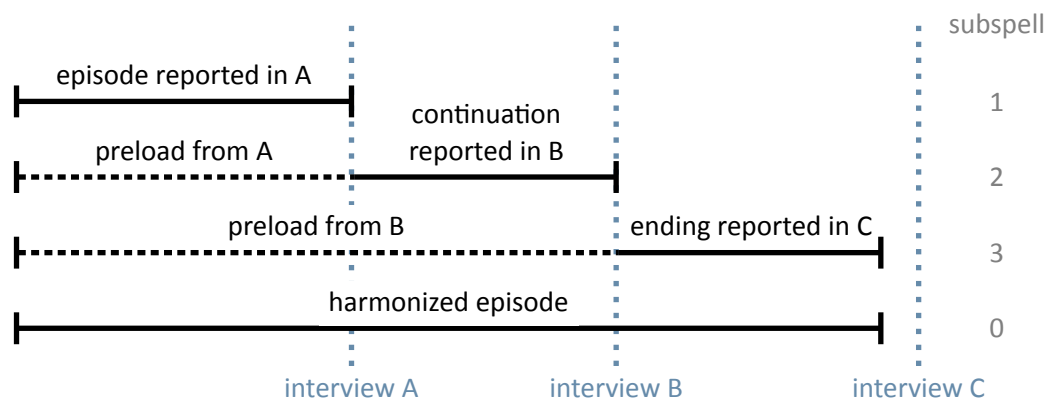 subspell
episode reported in A
1
continuation
preload from A
reported in B
2
preload from B
ending reported in C
3
harmonized episode
0
interview A
interview B
interview C